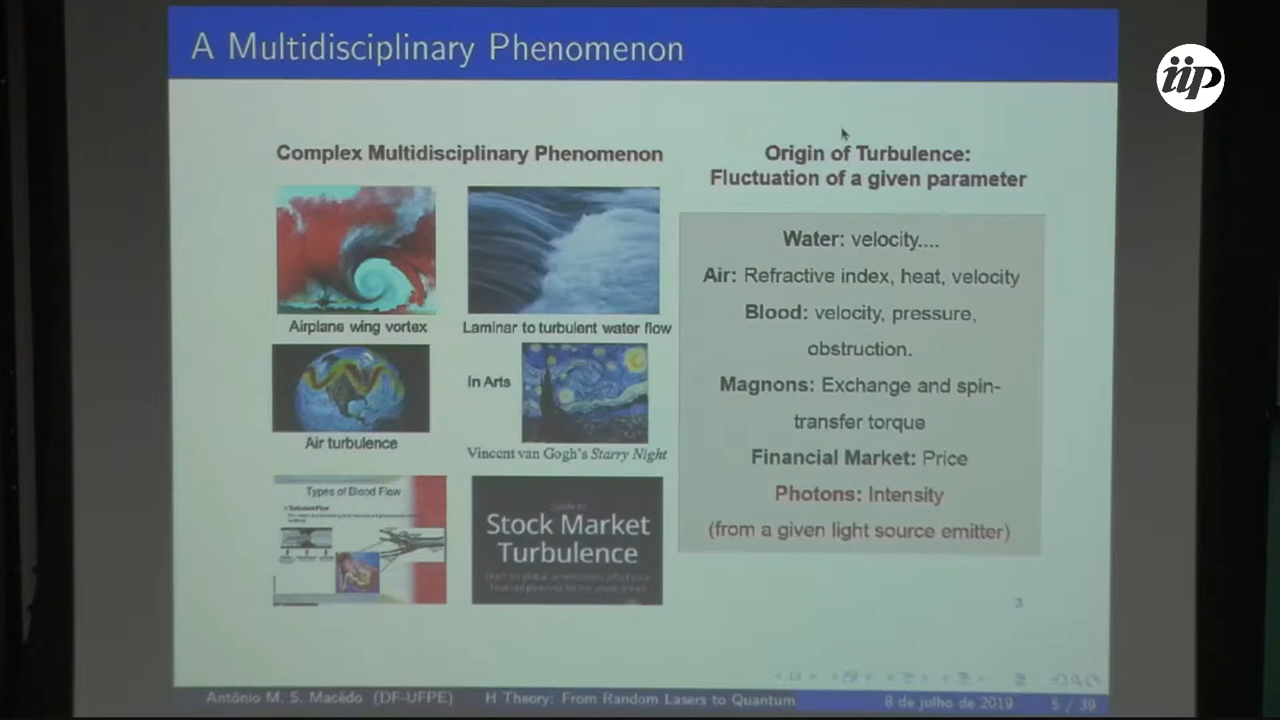 A Multidisciplinary Phenomenon
iip
Complex Multidisciplinary Phenomenon
Airplane wing vortex
Laminar to turbulent water flow
Air turbulence
In Arts
Vincent van Gogh's Starry Night
Types of Blood Flow
Turbulent Flow
Stock Market
Turbulence
Origin of Turbulence:
Fluctuation of a given parameter
Water: velocity....
Air: Refractive index, heat, velocity
Blood: velocity, pressure,
obstruction.
Magnons: Exchange and spin-
transfer torque
Financial Market: Price
Photons: Intensity
(from a given light source emitter)
3
Antônio M. S. Macêdo (DF-UFPE)
H Theory: From Random Lasers to Quantum
8 de julho de 2019
5 / 39